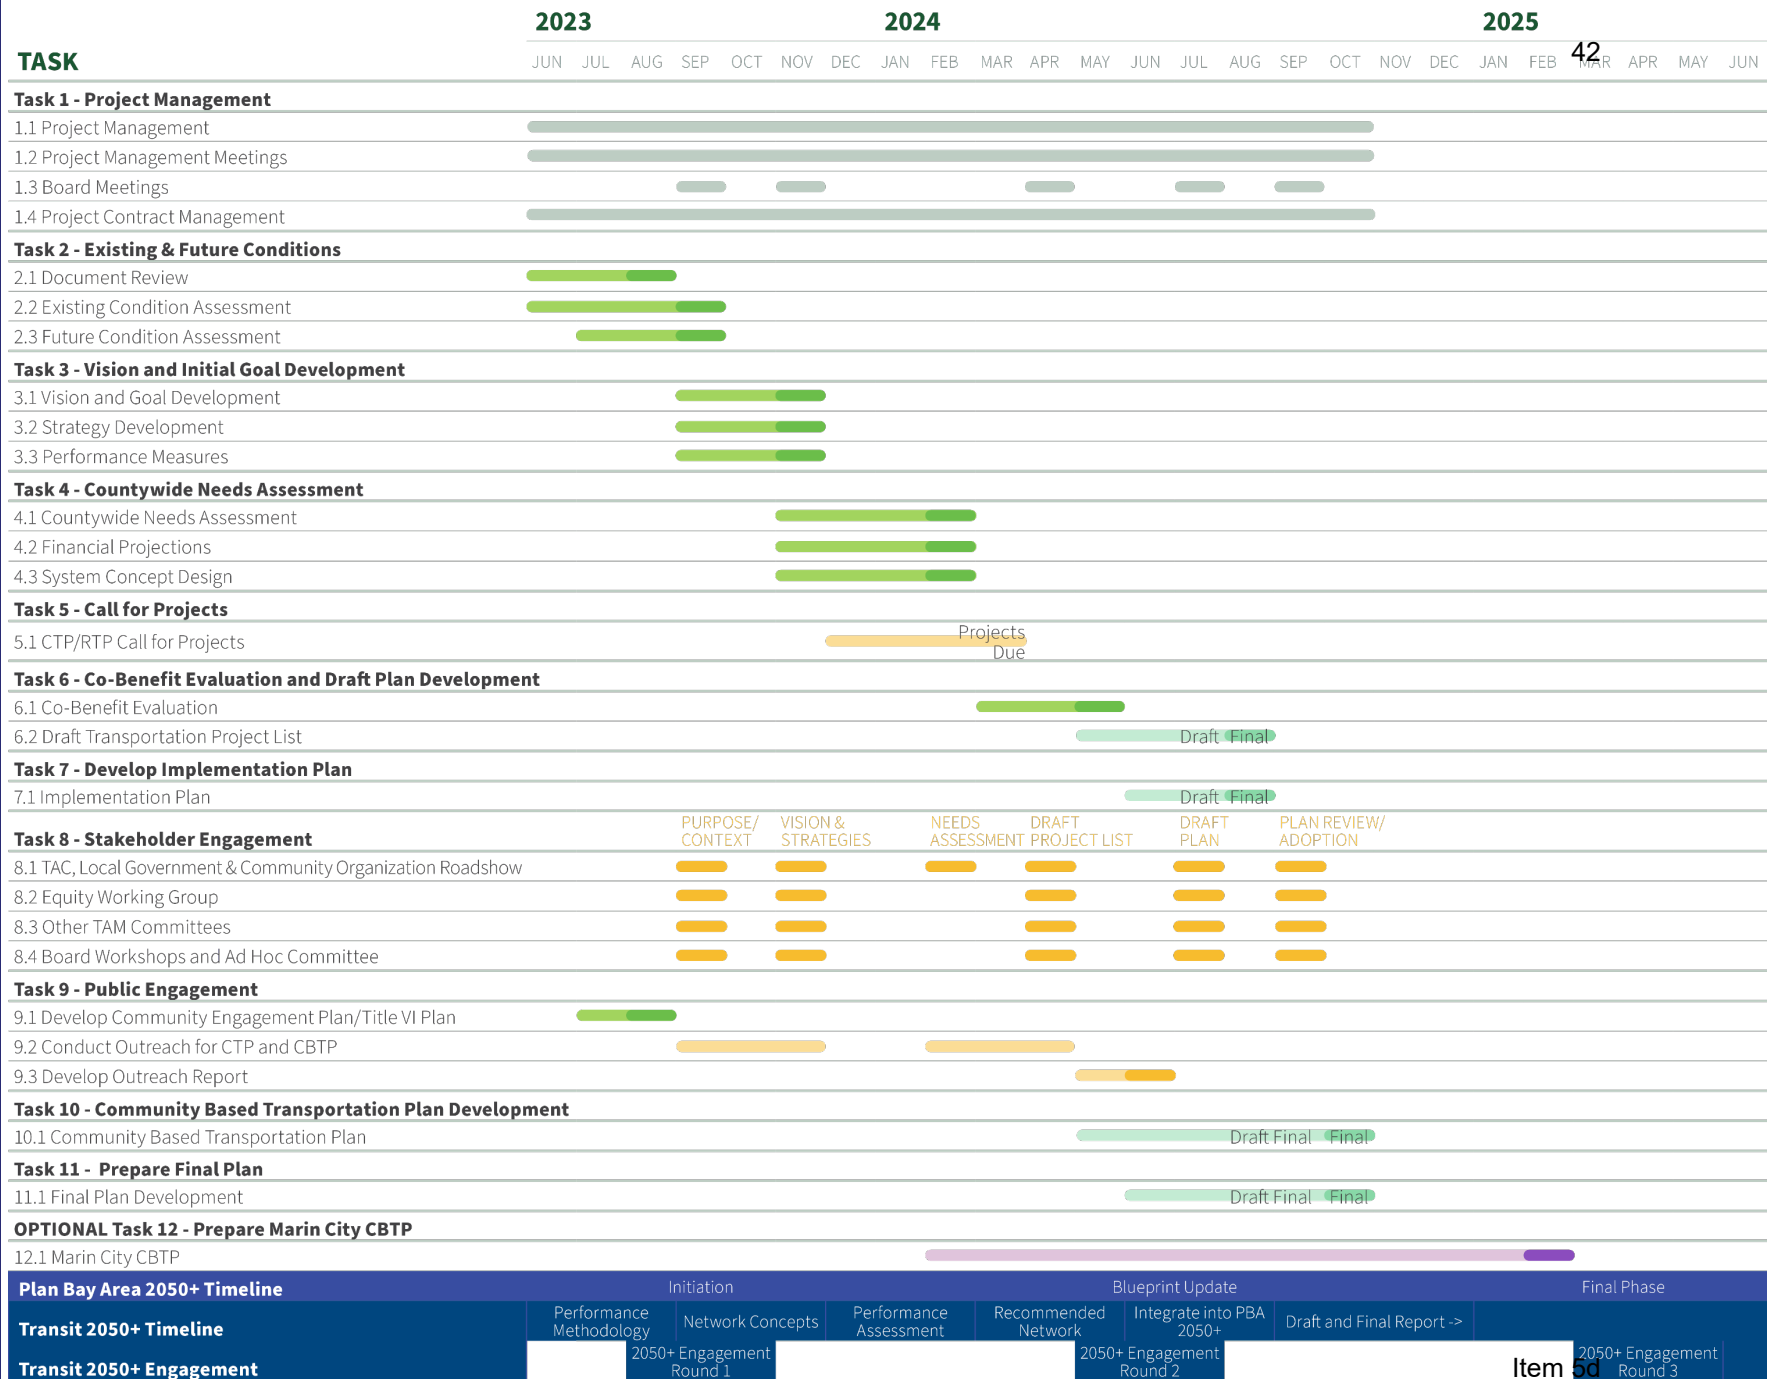 2023 2024 2025
42
TASK JUN JUL AUG SEP OCT NOV DEC JAN FEB MAR APR MAY JUN JUL AUG SEP OCT NOV DEC JAN FEB MAR APR MAY JUN
Task 1 - Project Management
1.1 Project Management
1.2 Project Management Meetings
1.3 Board Meetings
1.4 Project Contract Management
Task 2 - Existing & Future Conditions
2.1 Document Review
2.2 Existing Condition Assessment
2.3 Future Condition Assessment
Task 3 - Vision and Initial Goal Development
3.1 Vision and Goal Development
3.2 Strategy Development
3.3 Performance Measures
Task 4 - Countywide Needs Assessment
4.1 Countywide Needs Assessment
4.2 Financial Projections
4.3 System Concept Design
Task 5 - Call for Projects
5.1 CTP/RTP Call for Projects
Projects
Due
Task 6 - Co-Benefit Evaluation and Draft Plan Development
6.1 Co-Benefit Evaluation
6.2 Draft Transportation Project List Draft Final
Task 7 - Develop Implementation Plan
7.1 Implementation Plan Draft Final
Task 8 - Stakeholder Engagement
PURPOSE/
CONTEXT
VISION &
STRATEGIES
NEEDS
ASSESSMENT
DRAFT
PROJECT LIST
DRAFT
PLAN
PLAN REVIEW/
ADOPTION
8.1 TAC, Local Government & Community Organization Roadshow
8.2 Equity Working Group
8.3 Other TAM Committees
8.4 Board Workshops and Ad Hoc Committee
Task 9 - Public Engagement
9.1 Develop Community Engagement Plan/Title VI Plan
9.2 Conduct Outreach for CTP and CBTP
9.3 Develop Outreach Report
Task 10 - Community Based Transportation Plan Development
10.1 Community Based Transportation Plan Draft Final Final
Task 11 - Prepare Final Plan
11.1 Final Plan Development Draft Final Final
OPTIONAL Task 12 - Prepare Marin City CBTP
12.1 Marin City CBTP
Plan Bay Area 2050+ Timeline Initiation Blueprint Update Final Phase
Transit 2050+ Timeline
Performance
Methodology
Network Concepts
Performance
Assessment
Recommended
Network
Integrate into PBA
2050+
Draft and Final Report ->
Transit 2050+ Engagement
2050+ Engagement
Round 1
2050+ Engagement
Round 2
2050+ Engagement
Round 3
Item 5d